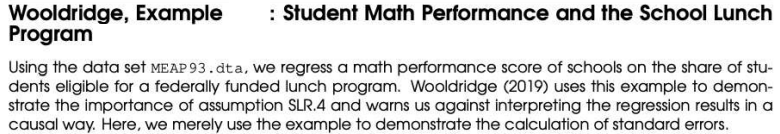 Wooldridge, Example : Student Math Performance and the School Lunch
Program
Using the data set MEAP93.dta, we regress a math performance score of schools on the share of stu-
dents eligible for a federally funded lunch program. Wooldridge (2019) uses this example to demon-
strate the importance of assumption SLR.4 and warns us against interpreting the regression results in a
causal way. Here, we merely use the example to demonstrate the calculation of standard errors.